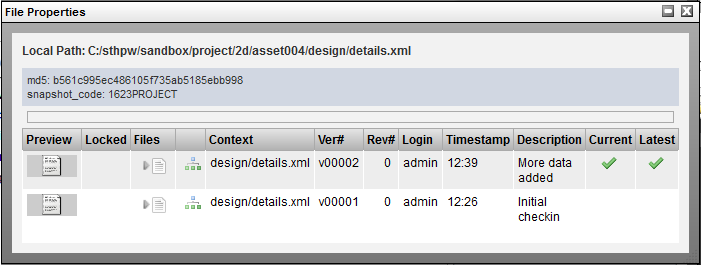 File Properties
Local Path: C:/sthpw/sandbox/project/2d/asset004/design/details.xml
md5: b561c995ec486105f735ab5185ebb998
snapshot_code: 1623PROJECT
Preview Locked Files Context Ver# Rev# Login Timestamp Description Current Latest
design/details.xml v00002 0 admin 12:39 More data
added
design/details.xml v00001 0 admin 12:26 Initial
checkin